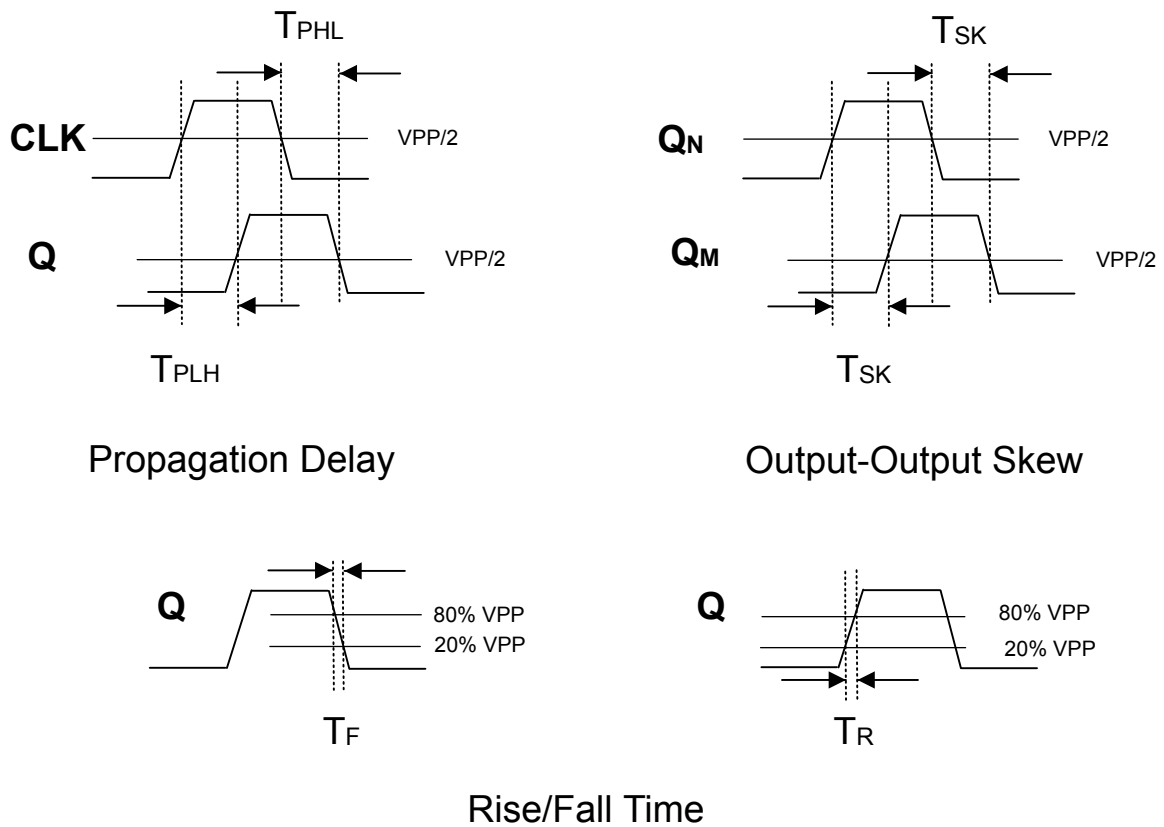 TPHL
CLK
VPP/2
Q
VPP/2
TPLH
Propagation Delay
TSK
QN
VPP/2
QM
VPP/2
TSK
Output-Output Skew
Q
80% VPP
20% VPP
TF
Q
80% VPP
20% VPP
TR
Rise/Fall Time